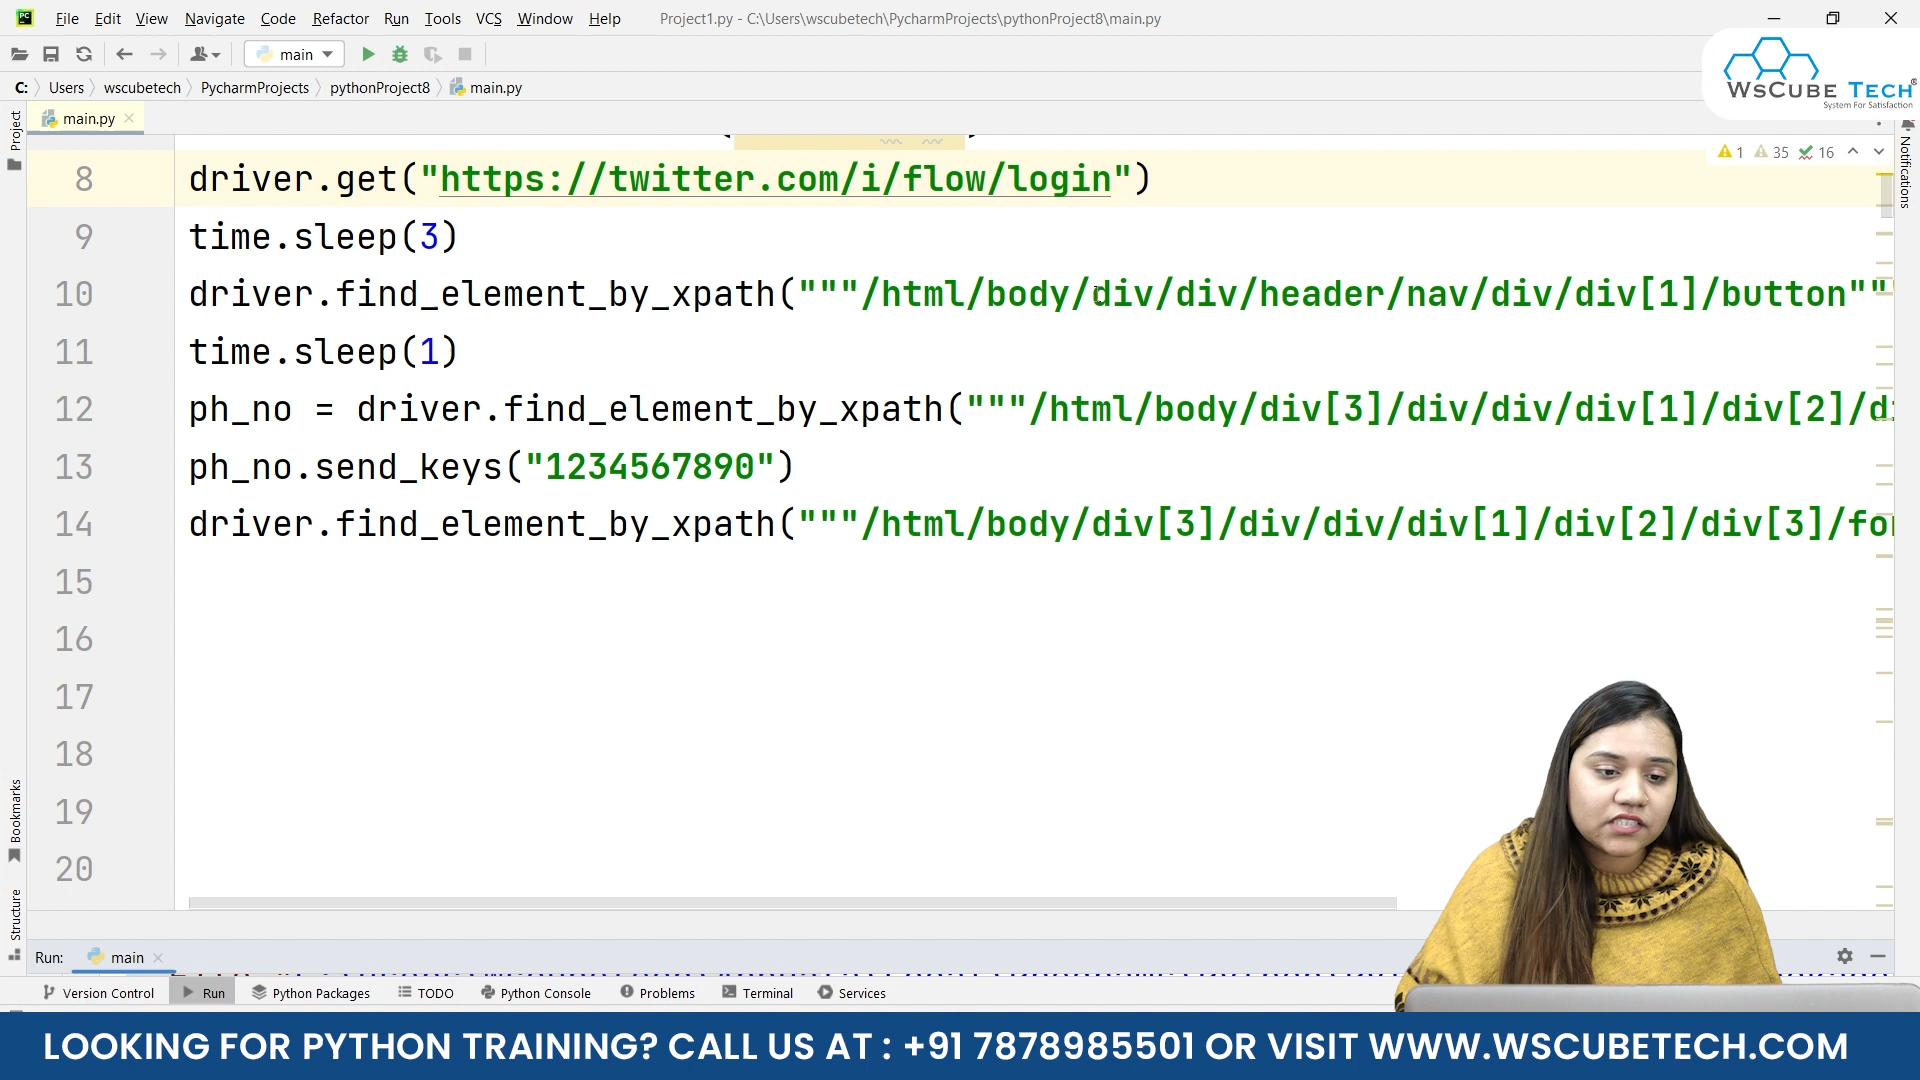 File Edit View Navigate Code Refactor Run Tools VCS Window Help Project1.py - C:\Users\wscubetech\PycharmProjects\pythonProject8\main.py
main
WsCube Tech®
System For Satisfaction
C: Users wscubetech PycharmProjects pythonProject8 main.py
main.py
Project
Notifications
1 35 16
8 driver.get("https://twitter.com/i/flow/login")
9 time.sleep(3)
10 driver.find_element_by_xpath("""/html/body/div/div/header/nav/div/div[1]/button"""
11 time.sleep(1)
12 ph_no = driver.find_element_by_xpath("""/html/body/div[3]/div/div/div[1]/div[2]/di
13 ph_no.send_keys("1234567890")
14 driver.find_element_by_xpath("""/html/body/div[3]/div/div/div[1]/div[2]/div[3]/for
15
16
17
18
19
20
Bookmarks
Structure
Run: main
Version Control Run Python Packages TODO Python Console Problems Terminal Services
LOOKING FOR PYTHON TRAINING? CALL US AT : +91 7878985501 OR VISIT WWW.WSCUBETECH.COM